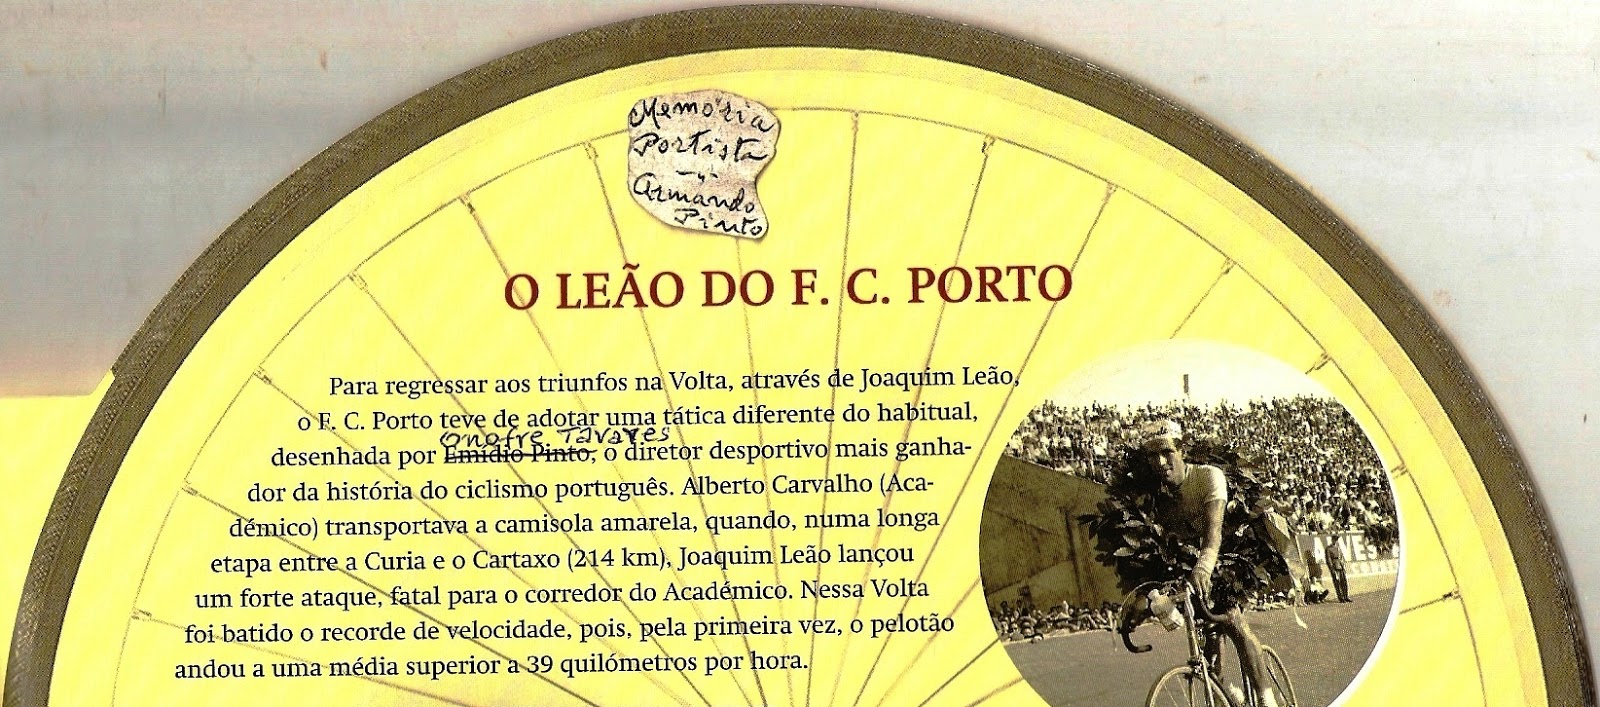 Memória
Portista
Armando
Pinto
O LEÃO DO F. C. PORTO
Para regressar aos triunfos na Volta, através de Joaquim Leão,
o F. C. Porto teve de adotar uma tática diferente do habitual,
Onofre Tavares
desenhada por Emídio Pinto, o diretor desportivo mais ganha-
dor da história do ciclismo português. Alberto Carvalho (Aca-
démico) transportava a camisola amarela, quando, numa longa
etapa entre a Curia e o Cartaxo (214 km), Joaquim Leão lançou
um forte ataque, fatal para o corredor do Académico. Nessa Volta
foi batido o recorde de velocidade, pois, pela primeira vez, o pelotão
andou a uma média superior a 39 quilómetros por hora.